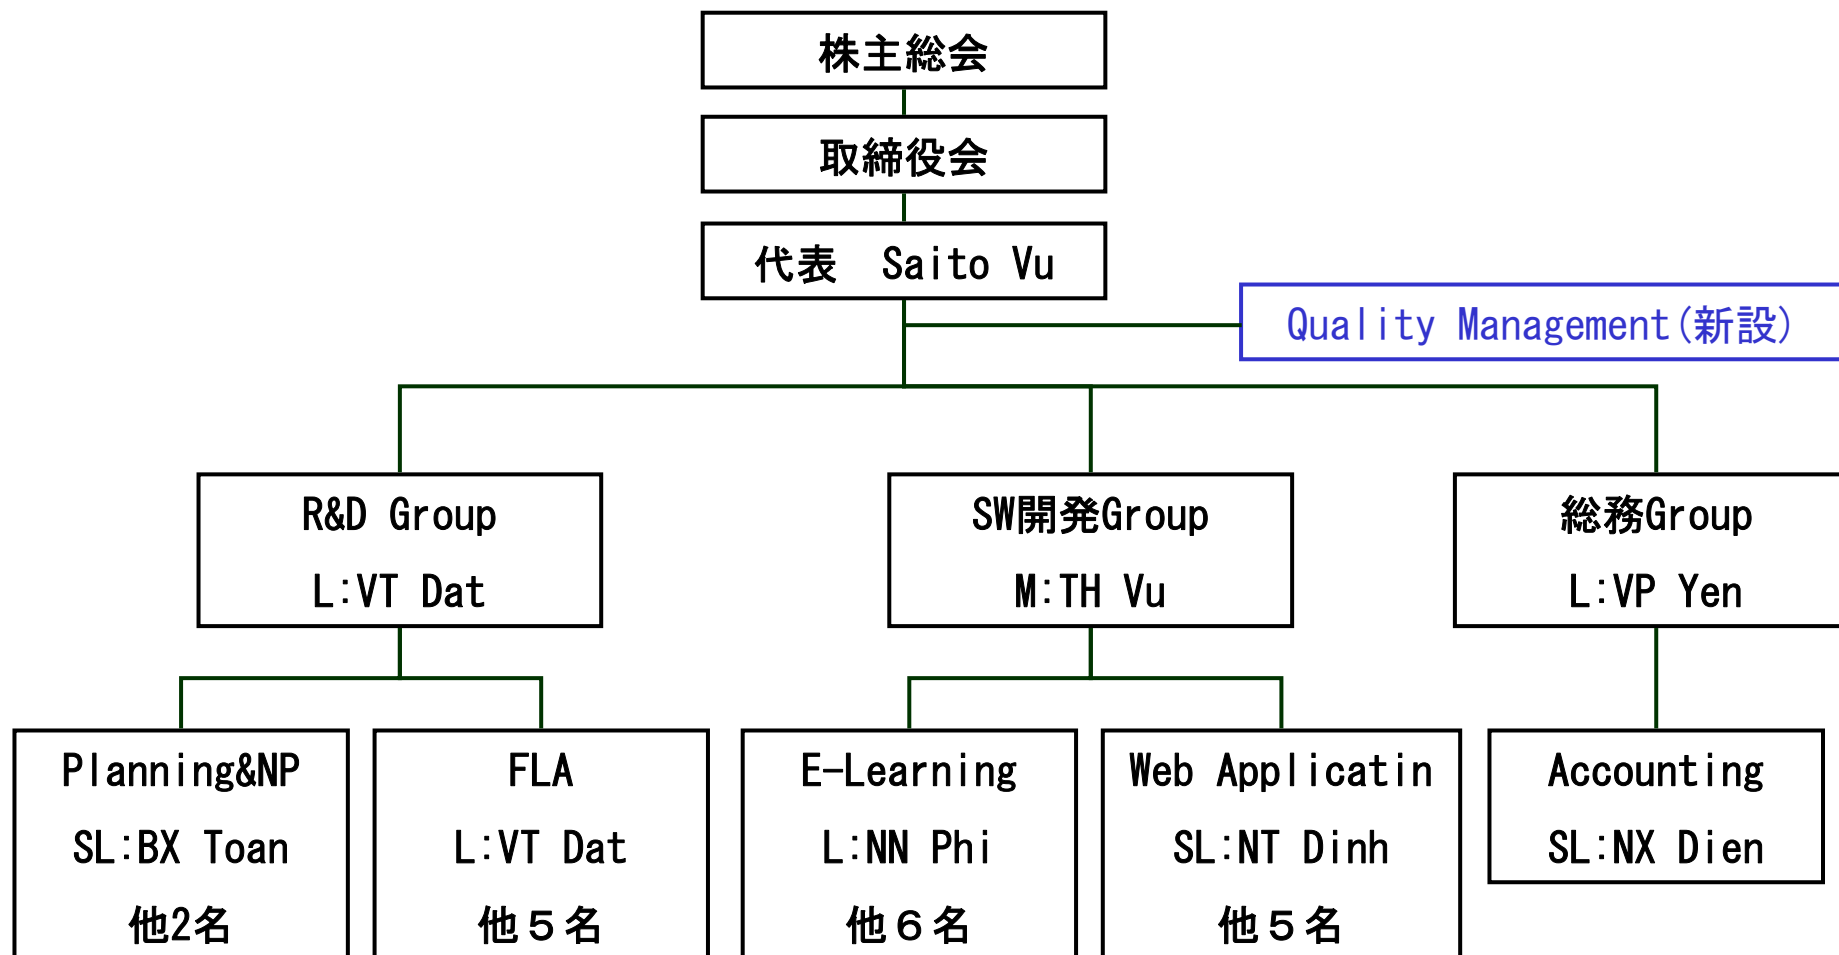 株主総会
取締役会
代表　Saito Vu
Quality Management(新設)
R&D Group
L:VT Dat
SW開発Group
M:TH Vu
総務Group
L:VP Yen
Planning&NP
SL:BX Toan
他2名
FLA
L:VT Dat
他５名
E-Learning
L:NN Phi
他６名
Web Applicatin
SL:NT Dinh
他５名
Accounting
SL:NX Dien